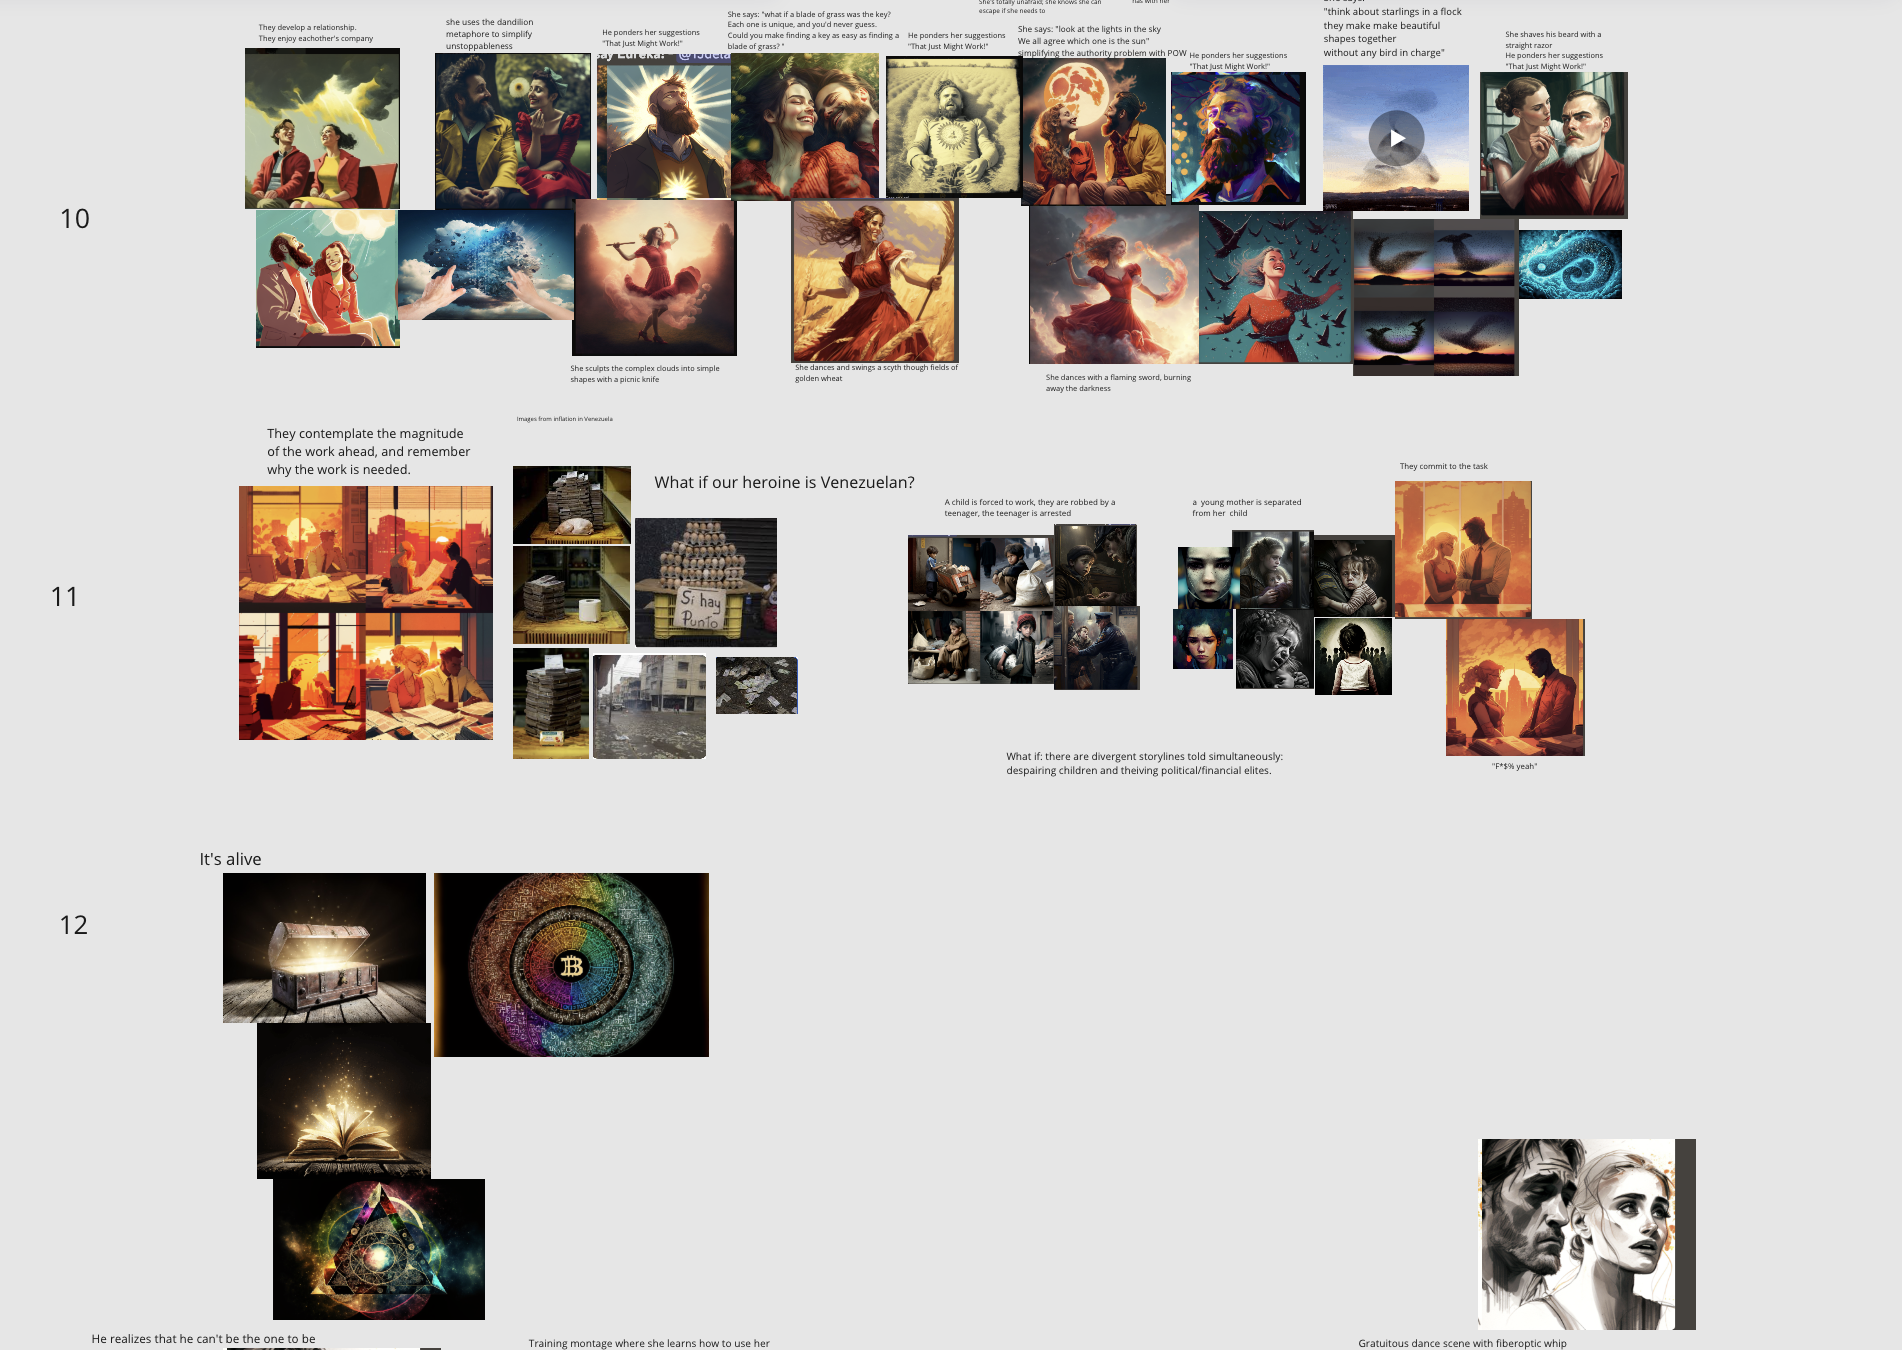 She's totally unafraid, she knows she can
escape if she needs to
has with her
"think about starlings in a flock
they make make beautiful
shapes together
without any bird in charge"
They develop a relationship.
They enjoy eachother's company
she uses the dandilion
metaphore to simplify
unstoppableness
He ponders her suggestions
"That Just Might Work!"
say Eureka!
She says: "what if a blade of grass was the key?
Each one is unique, and you'd never guess.
Could you make finding a key as easy as finding a
blade of grass? "
He ponders her suggestions
"That Just Might Work!"
She says: "look at the lights in the sky
We all agree which one is the sun"
simplifying the authority problem with POW
He ponders her suggestions
"That Just Might Work!"
She shaves his beard with a
straight razor
He ponders her suggestions
"That Just Might Work!"
10
She sculpts the complex clouds into simple
shapes with a picnic knife
She dances and swings a scyth though fields of
golden wheat
She dances with a flaming sword, burning
away the darkness
Images from inflation in Venezuela
They contemplate the magnitude
of the work ahead, and remember
why the work is needed.
What if our heroine is Venezuelan?
A child is forced to work, they are robbed by a
teenager, the teenager is arrested
a young mother is separated
from her child
They commit to the task
11
Si hay
Punto
What if: there are divergent storylines told simultaneously:
despairing children and theiving political/financial elites.
"F*$% yeah"
It's alive
12
B
He realizes that he can't be the one to be
Training montage where she learns how to use her
Gratuitous dance scene with fiberoptic whip